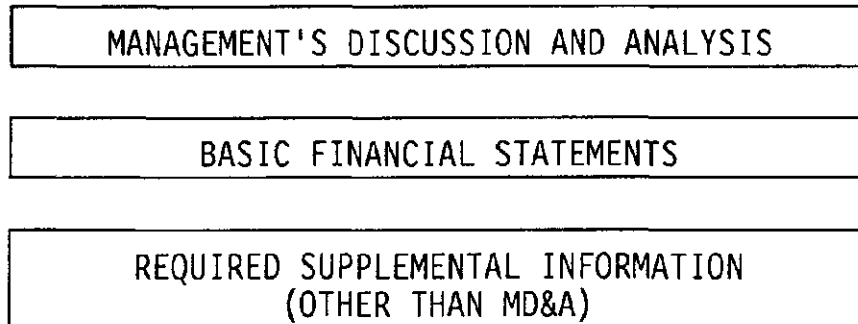 MANAGEMENT'S DISCUSSION AND ANALYSIS
BASIC FINANCIAL STATEMENTS
REQUIRED SUPPLEMENTAL INFORMATION
(OTHER THAN MD&A)